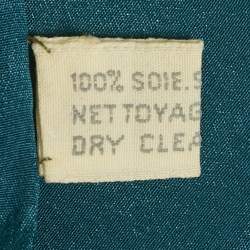 100% SOIE.
NETTOYAG
DRY CLEA